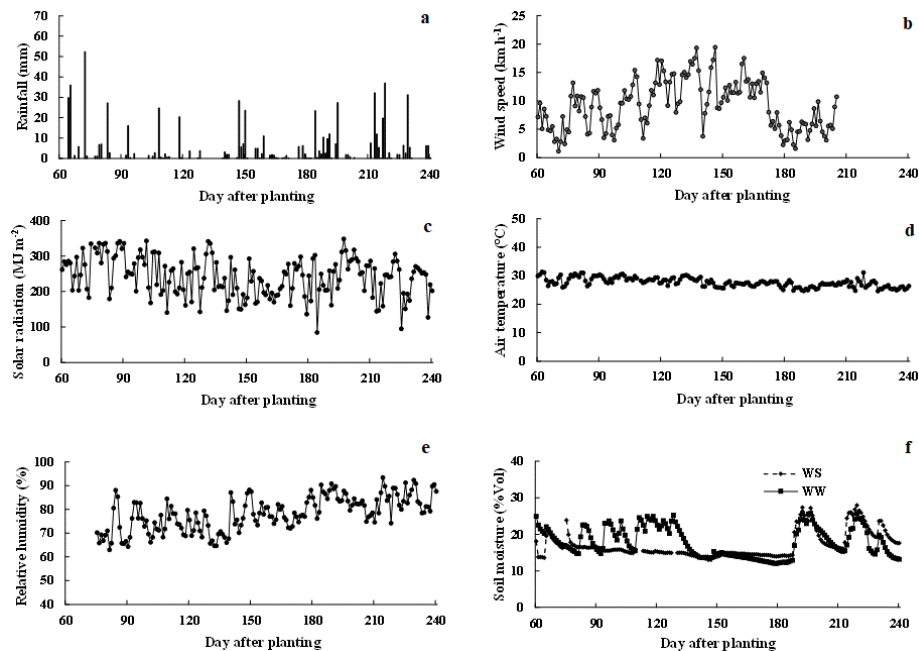 a
70
60
50
40
30
20
10
0
Rainfall (mm)
60 90 120 150 180 210 240
Day after planting
b
25
20
15
10
5
0
Wind speed (km h-1)
60 90 120 150 180 210 240
Day after planting
c
400
300
200
100
0
Solar radiation (MJ m-2)
60 90 120 150 180 210 240
Day after planting
d
50
40
30
20
10
0
Air temperature (°C)
60 90 120 150 180 210 240
Day after planting
e
100
90
80
70
60
50
40
Relative humidity (%)
60 90 120 150 180 210 240
Day after planting
f
WS
WW
40
30
20
10
0
Soil moisture (%Vol)
60 90 120 150 180 210 240
Day after planting